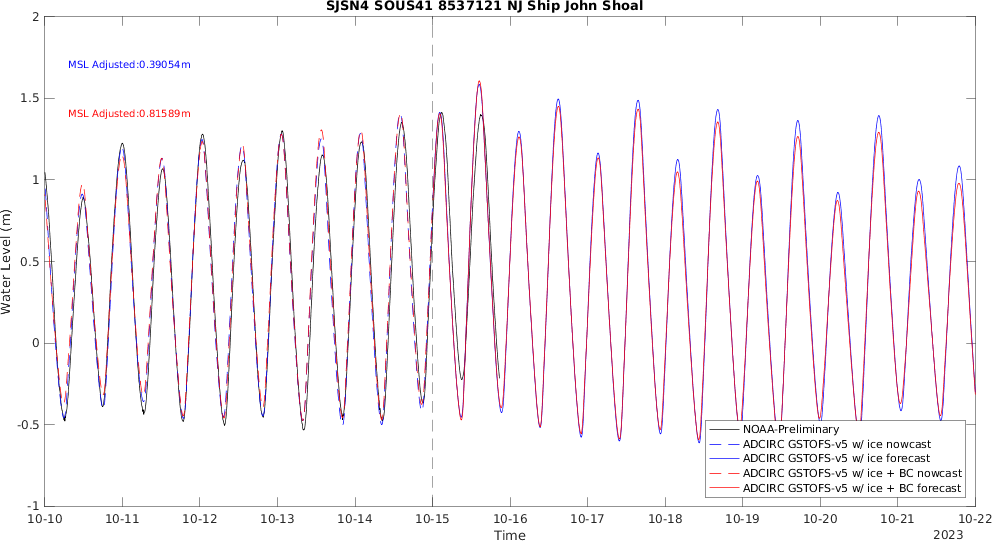 SJSN4 SOUS41 8537121 NJ Ship John Shoal
2
1.5
1
0.5
0
-0.5
-1
Water Level (m)
MSL Adjusted:0.39054m
MSL Adjusted:0.81589m
NOAA-Preliminary
ADCIRC GSTOFS-v5 w/ ice nowcast
ADCIRC GSTOFS-v5 w/ ice forecast
ADCIRC GSTOFS-v5 w/ ice + BC nowcast
ADCIRC GSTOFS-v5 w/ ice + BC forecast
10-10 10-11 10-12 10-13 10-14 10-15 10-16 10-17 10-18 10-19 10-20 10-21 10-22
Time
2023